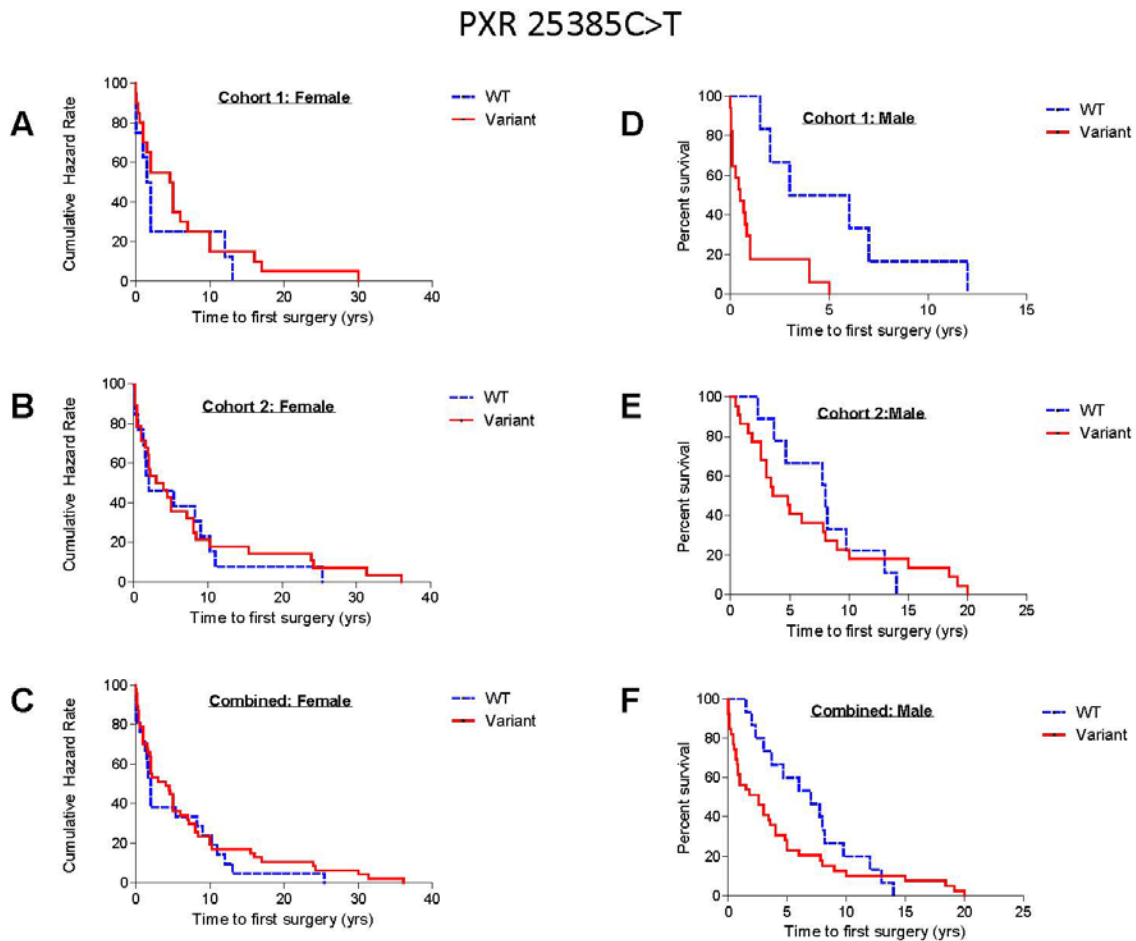 PXR 25385C>T
A
Cohort 1: Female
WT
Variant
Cumulative Hazard Rate
100
80
60
40
20
0
0 10 20 30 40
Time to first surgery (yrs)
D
Cohort 1: Male
WT
Variant
Percent survival
100
80
60
40
20
0
0 5 10 15
Time to first surgery (yrs)
B
Cohort 2: Female
WT
Variant
Cumulative Hazard Rate
100
80
60
40
20
0
0 10 20 30 40
Time to first surgery (yrs)
E
Cohort 2:Male
WT
Variant
Percent survival
100
80
60
40
20
0
0 5 10 15 20 25
Time to first surgery (yrs)
C
Combined: Female
WT
Variant
Cumulative Hazard Rate
100
80
60
40
20
0
0 10 20 30 40
Time to first surgery (yrs)
F
Combined: Male
WT
Variant
Percent survival
100
80
60
40
20
0
0 5 10 15 20 25
Time to first surgery (yrs)